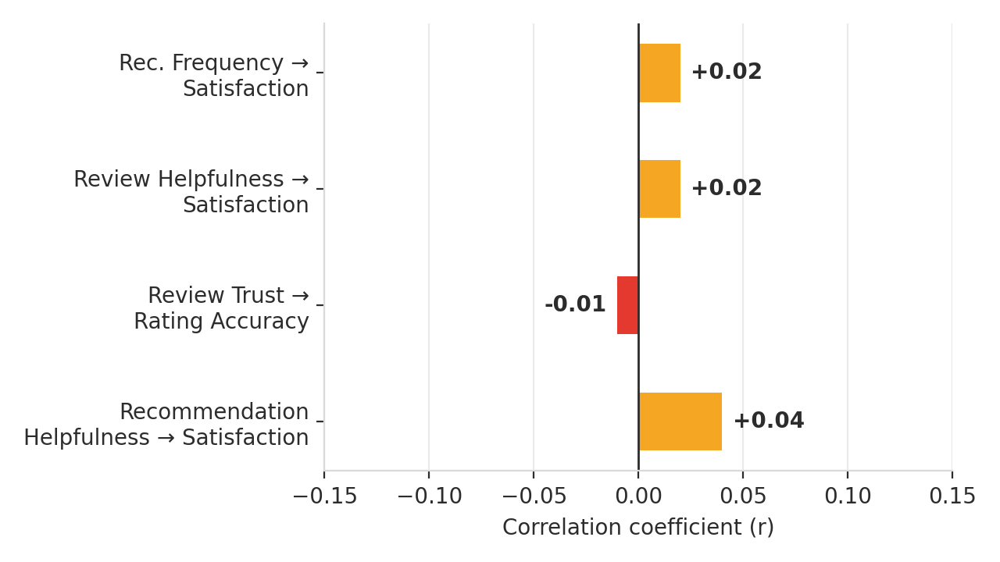 Rec. Frequency →
Satisfaction
+0.02
Review Helpfulness →
Satisfaction
+0.02
Review Trust →
Rating Accuracy
-0.01
Recommendation
Helpfulness → Satisfaction
+0.04
−0.15 −0.10 −0.05 0.00 0.05 0.10 0.15
Correlation coefficient (r)